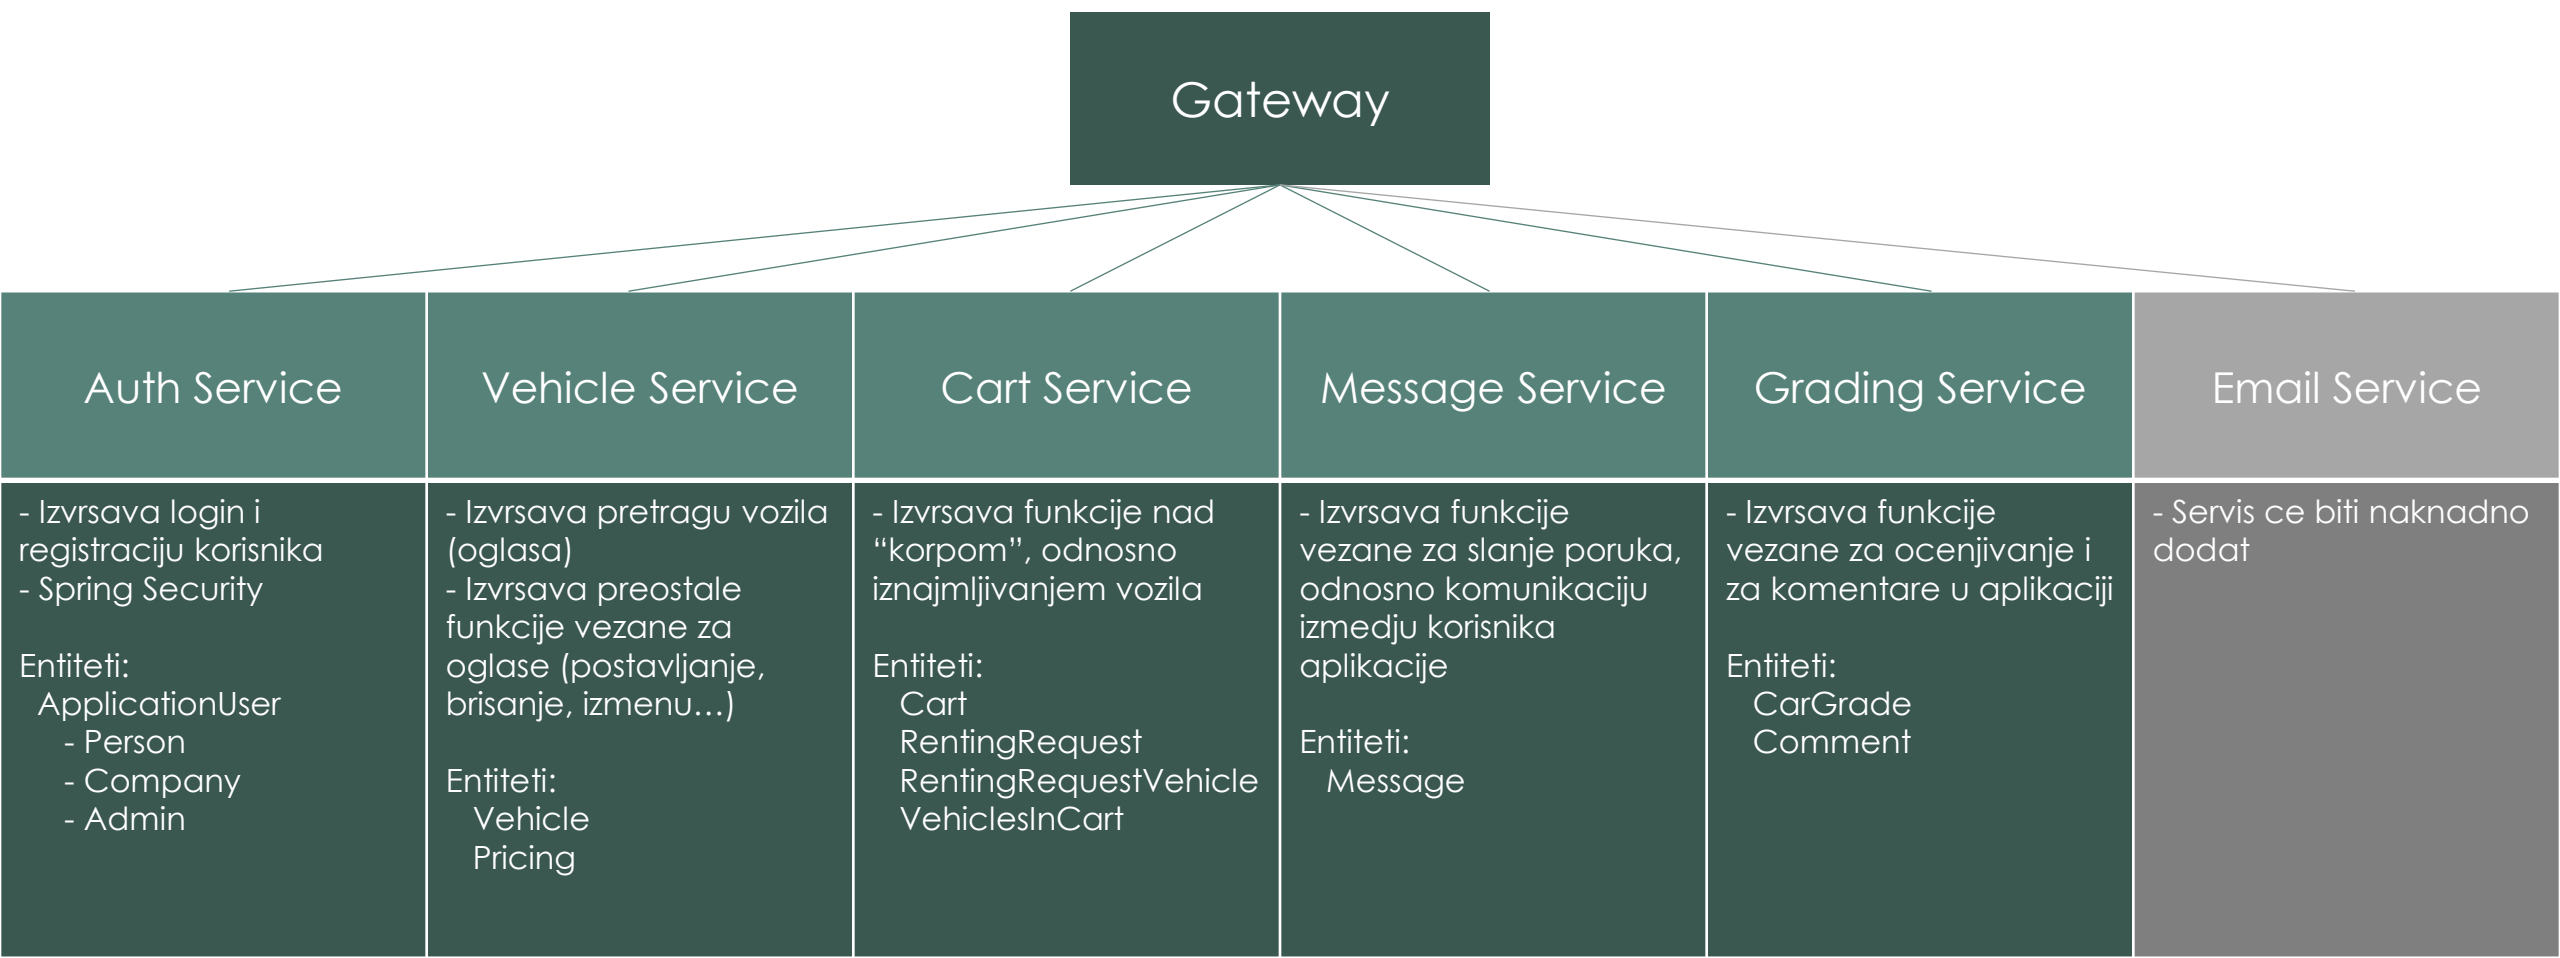 Gateway
Auth Service
Vehicle Service
Cart Service
Message Service
Grading Service
Email Service
- Izvrsava login i
registraciju korisnika
- Spring Security
Entiteti:
ApplicationUser
- Person
- Company
- Admin
- Izvrsava pretragu vozila
(oglasa)
- Izvrsava preostale
funkcije vezane za
oglase (postavljanje,
brisanje, izmenu...)
Entiteti:
Vehicle
Pricing
- Izvrsava funkcije nad
“korpom”, odnosno
iznajmljivanjem vozila
Entiteti:
Cart
RentingRequest
RentingRequestVehicle
VehiclesInCart
- Izvrsava funkcije
vezane za slanje poruka,
odnosno komunikaciju
izmedju korisnika
aplikacije
Entiteti:
Message
- Izvrsava funkcije
vezane za ocenjivanje i
za komentare u aplikaciji
Entiteti:
CarGrade
Comment
- Servis ce biti naknadno
dodat